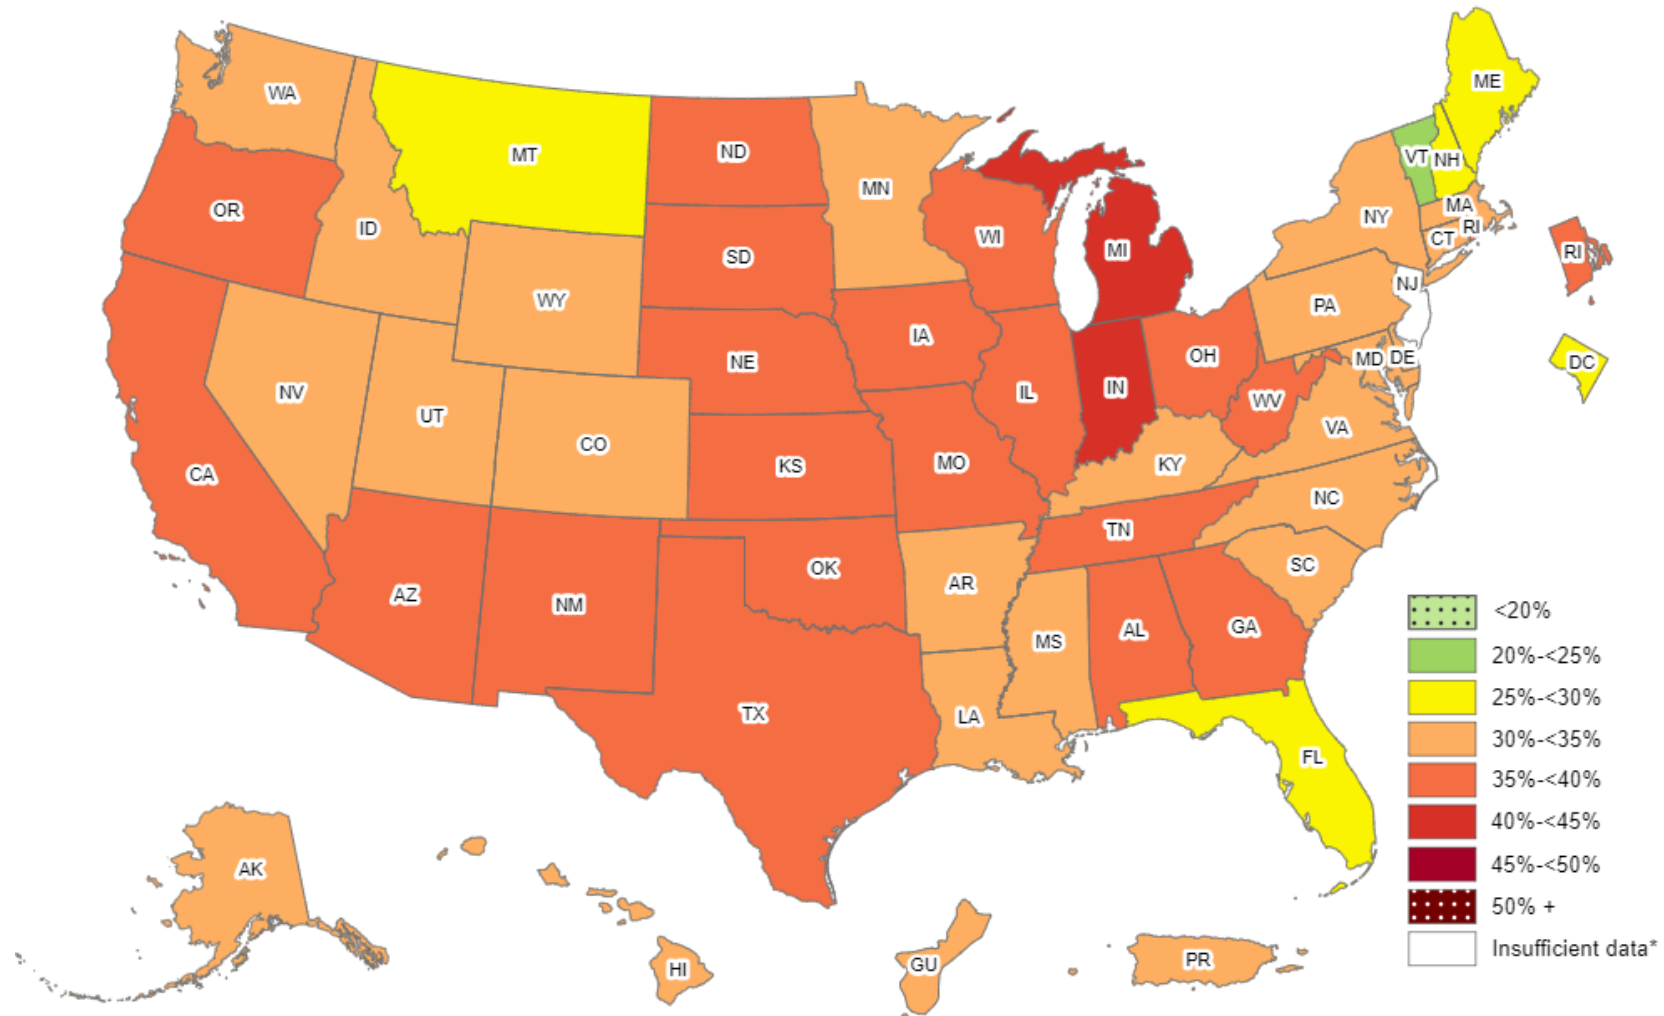 WA
MT
ND
MN
ME
VT
NH
OR
ID
SD
WI
MI
NY
MA
RI
CT
RI
WY
IA
NE
PA
NJ
OH
MD
DE
DC
NV
UT
CO
IL
IN
WV
VA
CA
KS
MO
KY
NC
TN
AZ
NM
OK
AR
SC
MS
AL
GA
TX
LA
FL
<20%
20%-<25%
25%-<30%
30%-<35%
35%-<40%
40%-<45%
45%-<50%
50% +
Insufficient data*
AK
HI
GU
PR